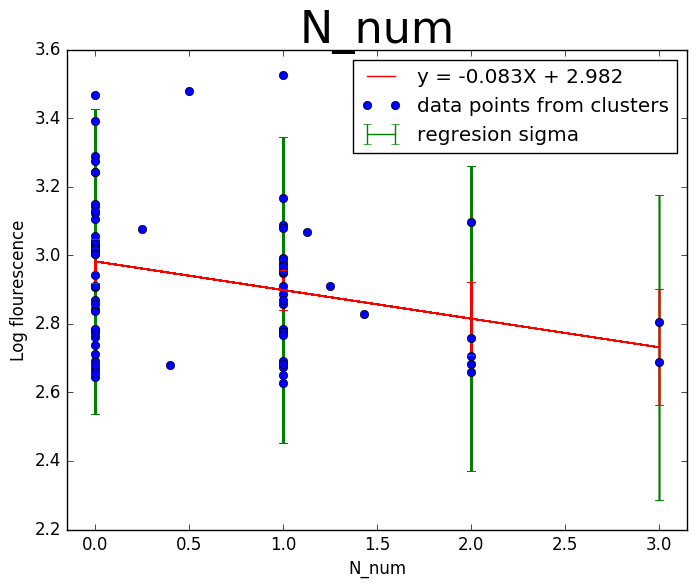 N_num
y = -0.083X + 2.982
data points from clusters
regresion sigma
Log flourescence
3.6
3.4
3.2
3.0
2.8
2.6
2.4
2.2
0.0 0.5 1.0 1.5 2.0 2.5 3.0
N_num